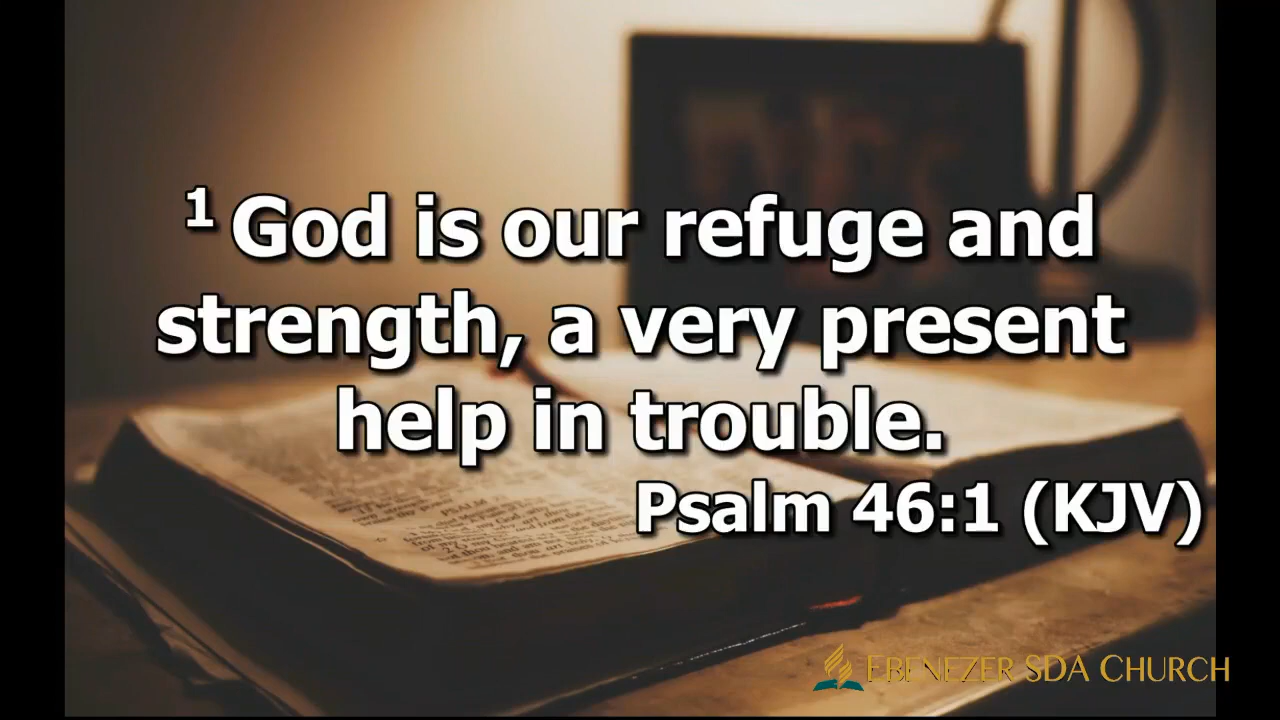 1 God is our refuge and
strength, a very present
help in trouble.
Psalm 46:1 (KJV)
EBENEZER SDA CHURCH